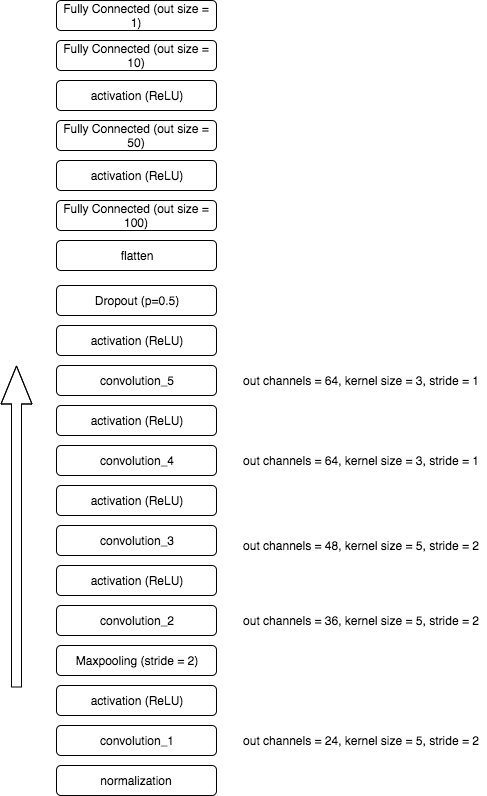 Fully Connected (out size =
1)
Fully Connected (out size =
10)
activation (ReLU)
Fully Connected (out size =
50)
activation (ReLU)
Fully Connected (out size =
100)
flatten
Dropout (p=0.5)
activation (ReLU)
convolution_5 out channels = 64, kernel size = 3, stride = 1
activation (ReLU)
convolution_4 out channels = 64, kernel size = 3, stride = 1
activation (ReLU)
convolution_3 out channels = 48, kernel size = 5, stride = 2
activation (ReLU)
convolution_2 out channels = 36, kernel size = 5, stride = 2
Maxpooling (stride = 2)
activation (ReLU)
convolution_1 out channels = 24, kernel size = 5, stride = 2
normalization